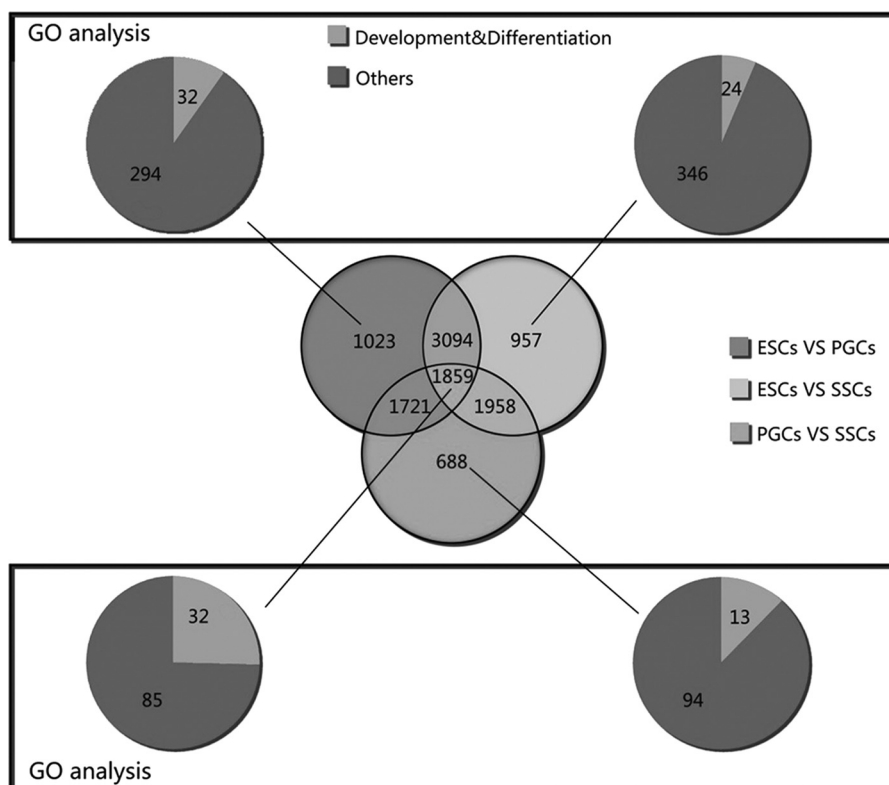 GO analysis
Development&Differentiation
Others
32
294
24
346
1023
3094
957
1859
1721
1958
688
ESCs VS PGCs
ESCs VS SSCs
PGCs VS SSCs
32
85
13
94
GO analysis